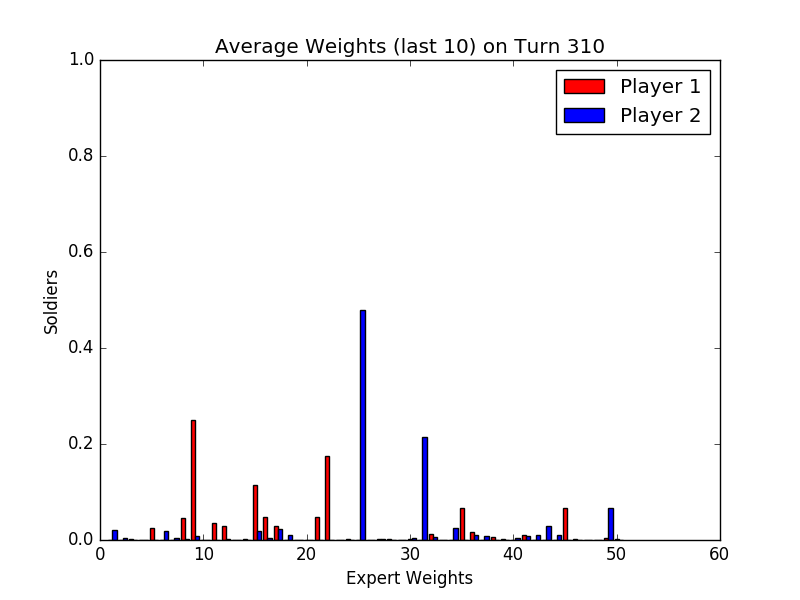 Average Weights (last 10) on Turn 310
1.0
0.8
0.6
0.4
0.2
0.0
Soldiers
Player 1
Player 2
0 10 20 30 40 50 60
Expert Weights